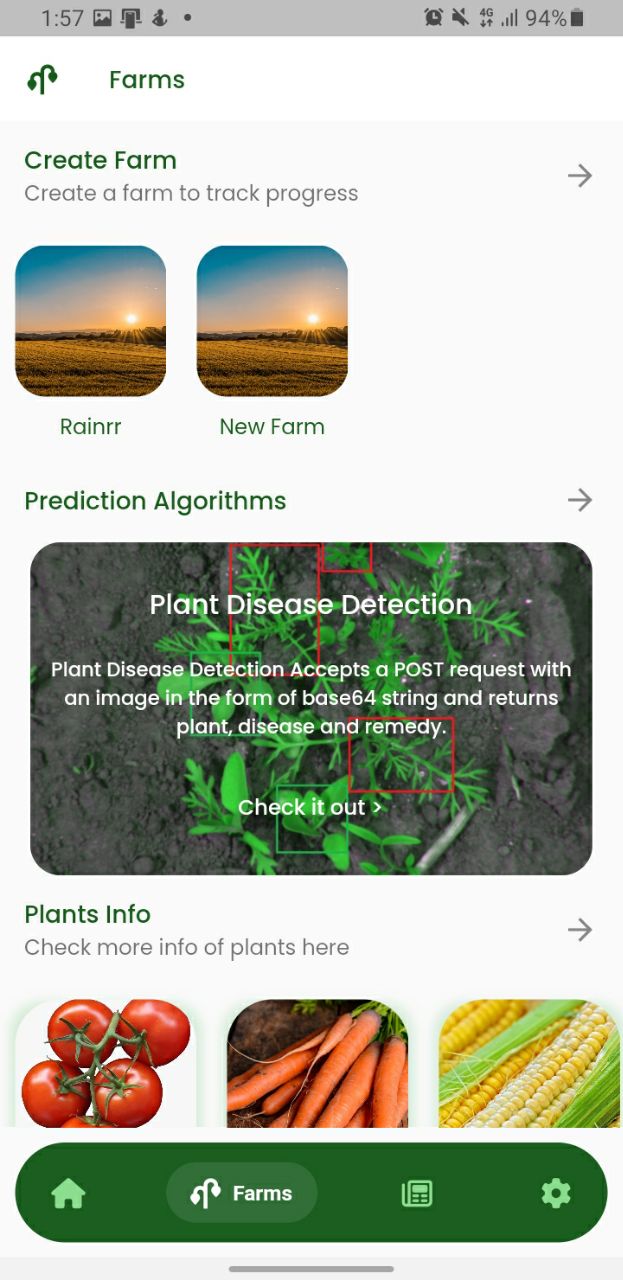 1:57
4G 94%
Farms
Create Farm
Create a farm to track progress
Rainrr New Farm
Prediction Algorithms
Plant Disease Detection
Plant Disease Detection Accepts a POST request with
an image in the form of base64 string and returns
plant, disease and remedy.
Check it out >
Plants Info
Check more info of plants here
Farms